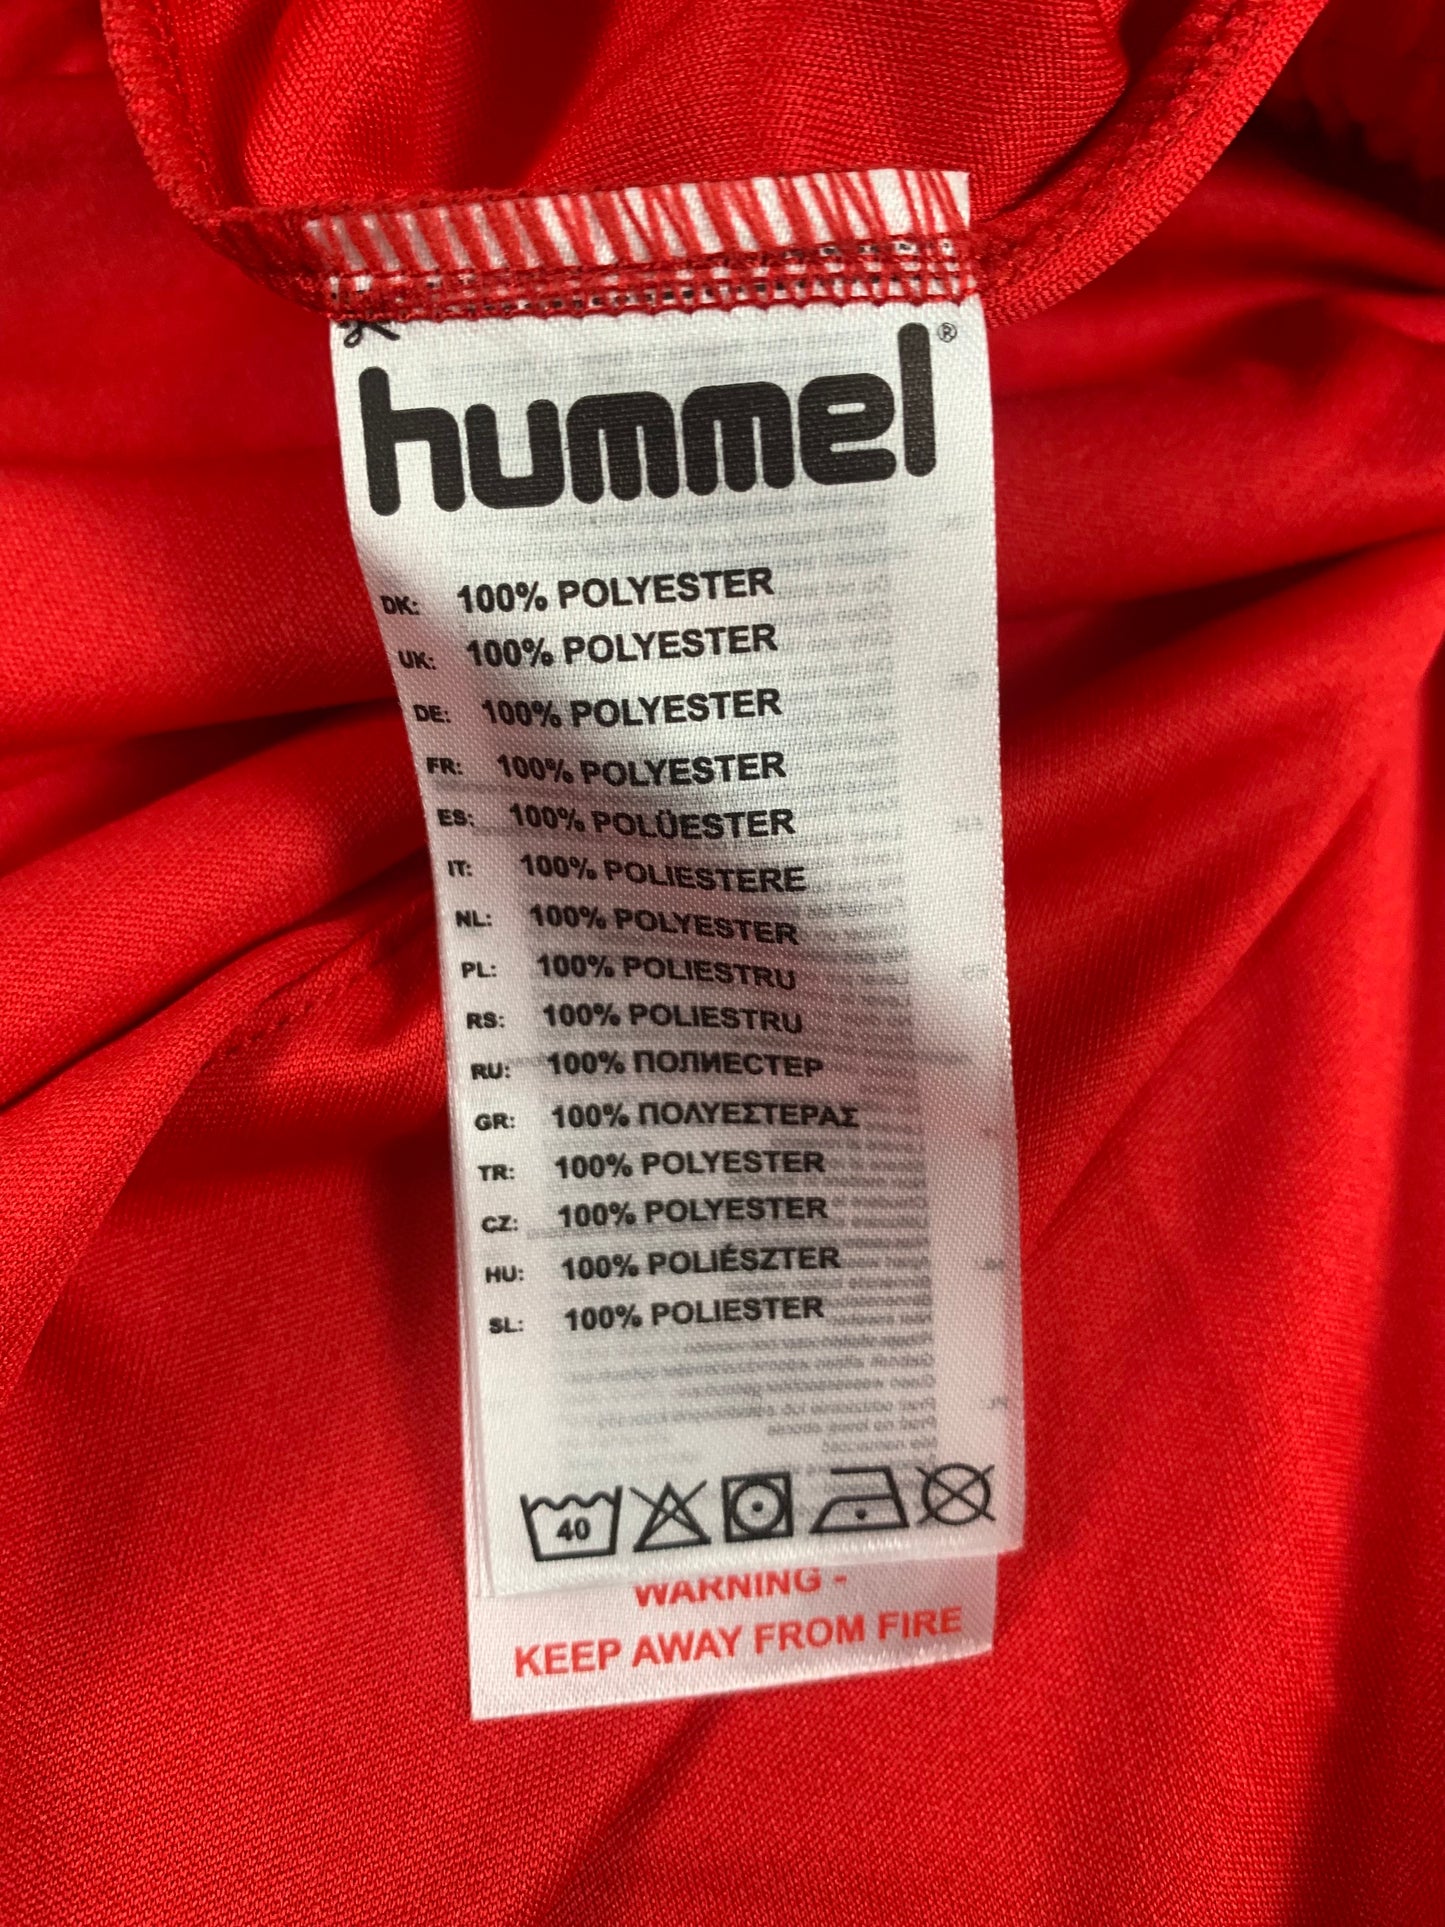 hummel®
DK: 100% POLYESTER
UK: 100% POLYESTER
DE: 100% POLYESTER
FR: 100% POLYESTER
ES: 100% POLÜESTER
IT: 100% POLIESTERE
NL: 100% POLYESTER
PL: 100% POLIESTRU
RS: 100% POLIESTRU
RU: 100% ПОЛИЕСТЕР
GR: 100% ΠΟΛΥΕΣΤΕΡΑΣ
TR: 100% POLYESTER
CZ: 100% POLYESTER
HU: 100% POLIÉSZTER
SL: 100% POLIESTER
40
WARNING -
KEEP AWAY FROM FIRE